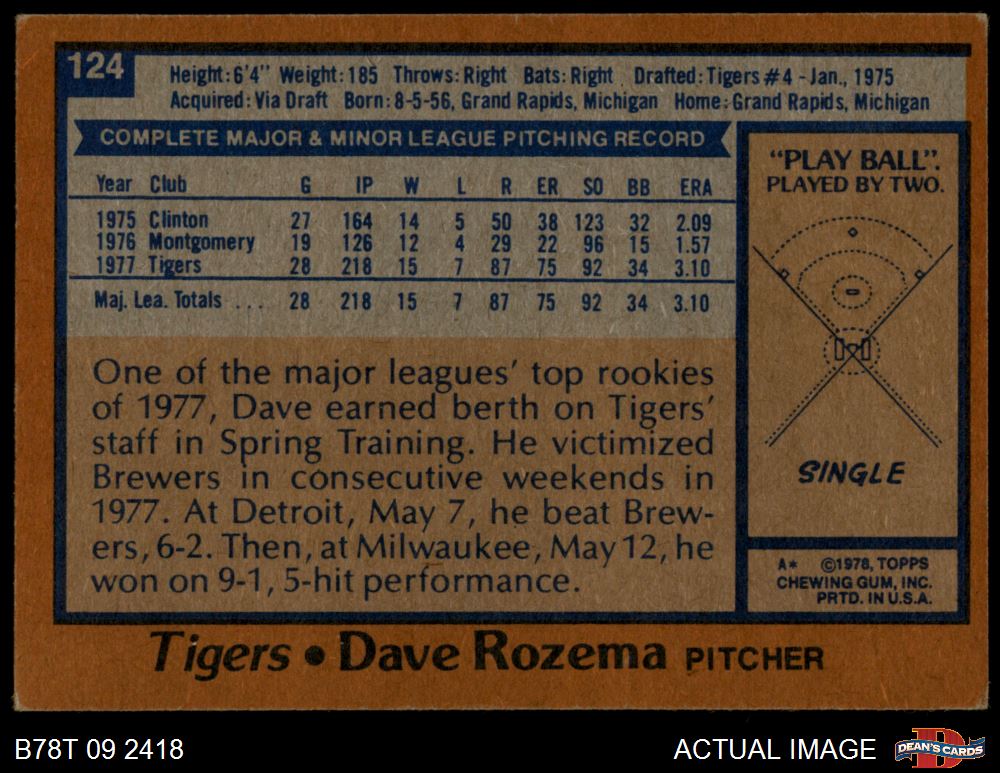 124
Height: 6'4" Weight: 185 Throws: Right Bats: Right Drafted: Tigers #4 - Jan., 1975
Acquired: Via Draft Born: 8-5-56, Grand Rapids, Michigan Home: Grand Rapids, Michigan
COMPLETE MAJOR & MINOR LEAGUE PITCHING RECORD
Year Club G IP W L R ER SO BB ERA
1975 Clinton 27 164 14 5 50 38 123 32 2.09
1976 Montgomery 19 126 12 4 29 22 96 15 1.57
1977 Tigers 28 218 15 7 87 75 92 34 3.10
Maj. Lea. Totals ... 28 218 15 7 87 75 92 34 3.10
One of the major leagues' top rookies
of 1977, Dave earned berth on Tigers'
staff in Spring Training. He victimized
Brewers in consecutive weekends in
1977. At Detroit, May 7, he beat Brew-
ers, 6-2. Then, at Milwaukee, May 12, he
won on 9-1, 5-hit performance.
"PLAY BALL".
PLAYED BY TWO.
SINGLE
A* ©1978, TOPPS
CHEWING GUM, INC.
PRTD. IN U.S.A.
Tigers • Dave Rozema PITCHER
B78T 09 2418
ACTUAL IMAGE
D
DEAN'S CARDS